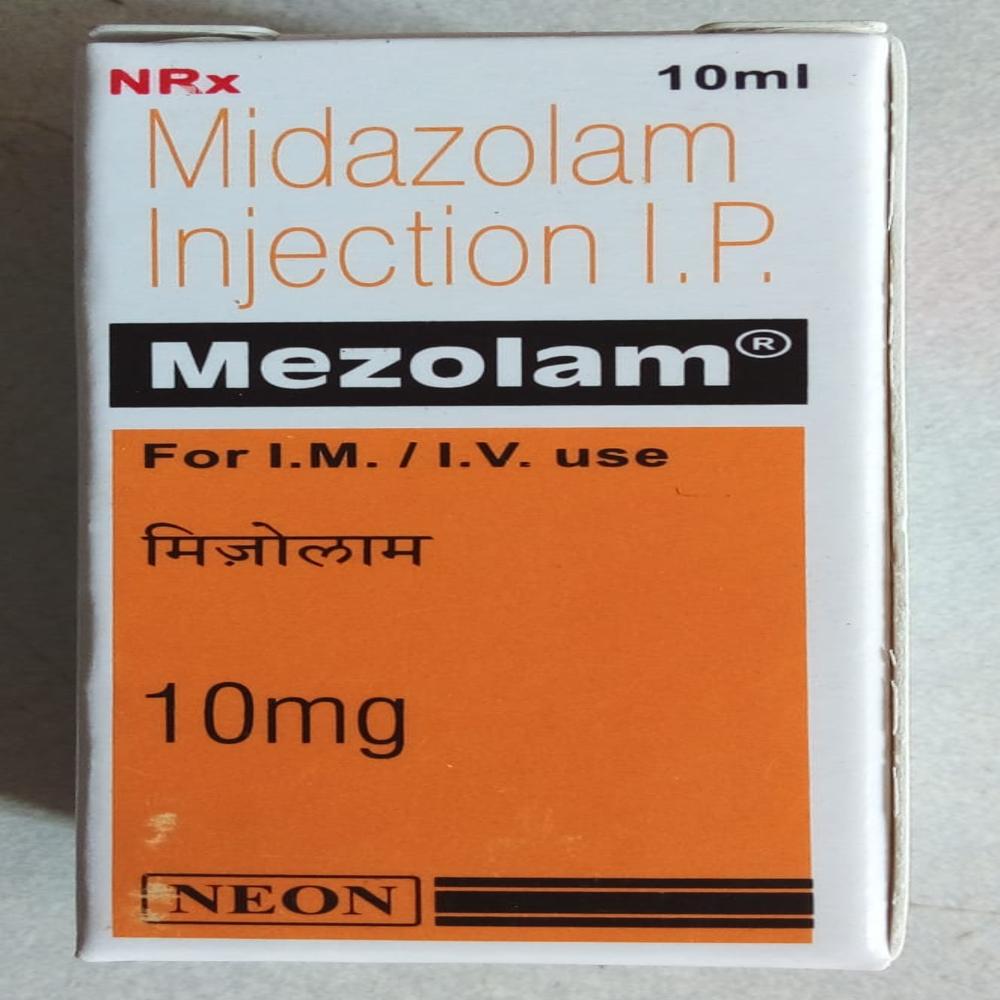 NRx 10ml
Midazolam
Injection I.P.
Mezolam®
For I.M. / I.V. use
मिज़ोलाम
10mg
NEON